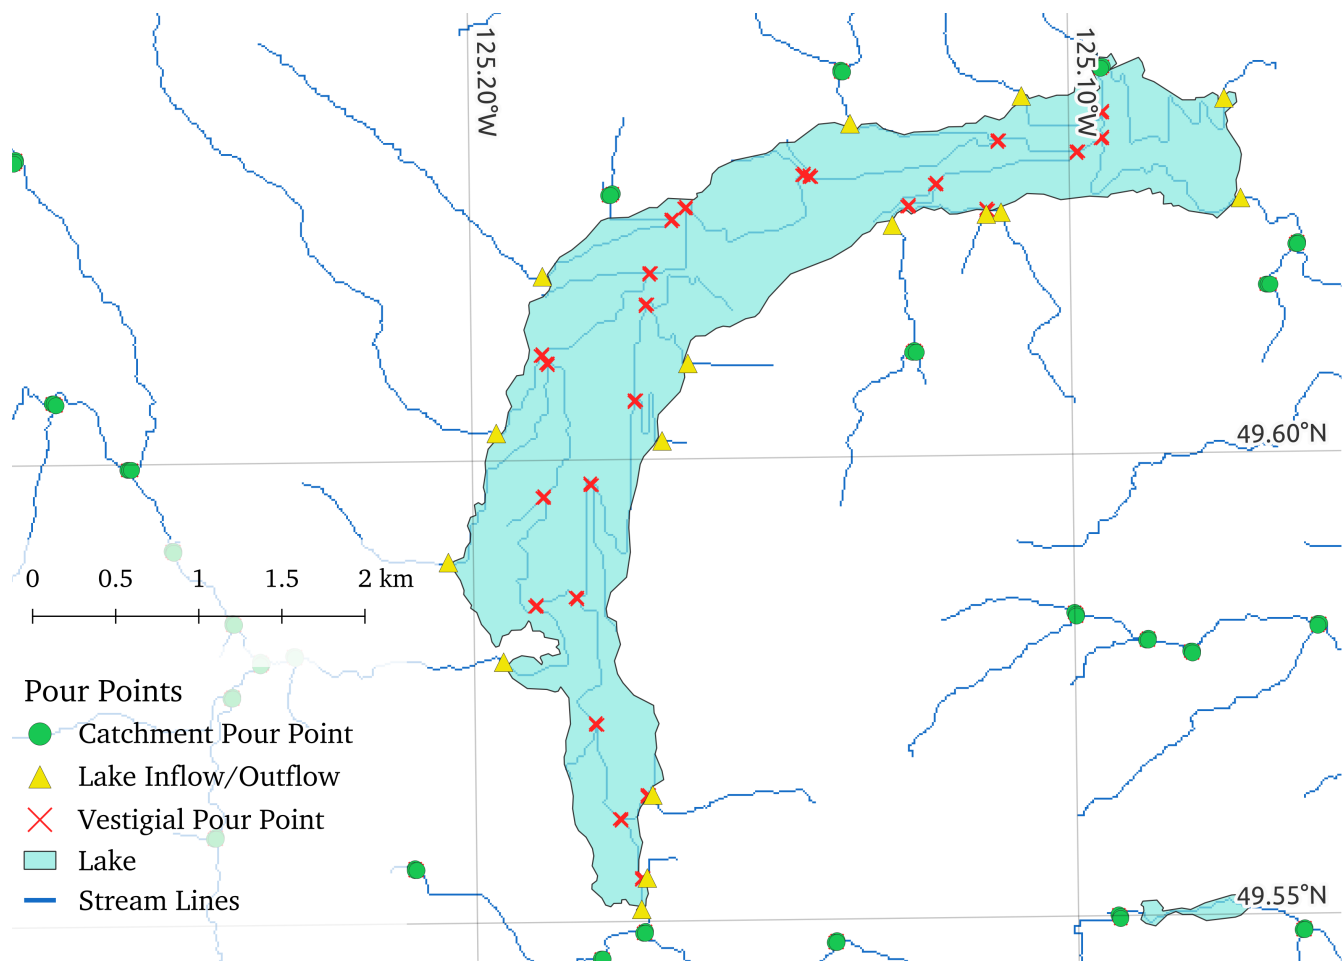 125.20°W
125.10°W
49.60°N
0 0.5 1 1.5 2 km
Pour Points
Catchment Pour Point
Lake Inflow/Outflow
Vestigial Pour Point
Lake
Stream Lines
49.55°N